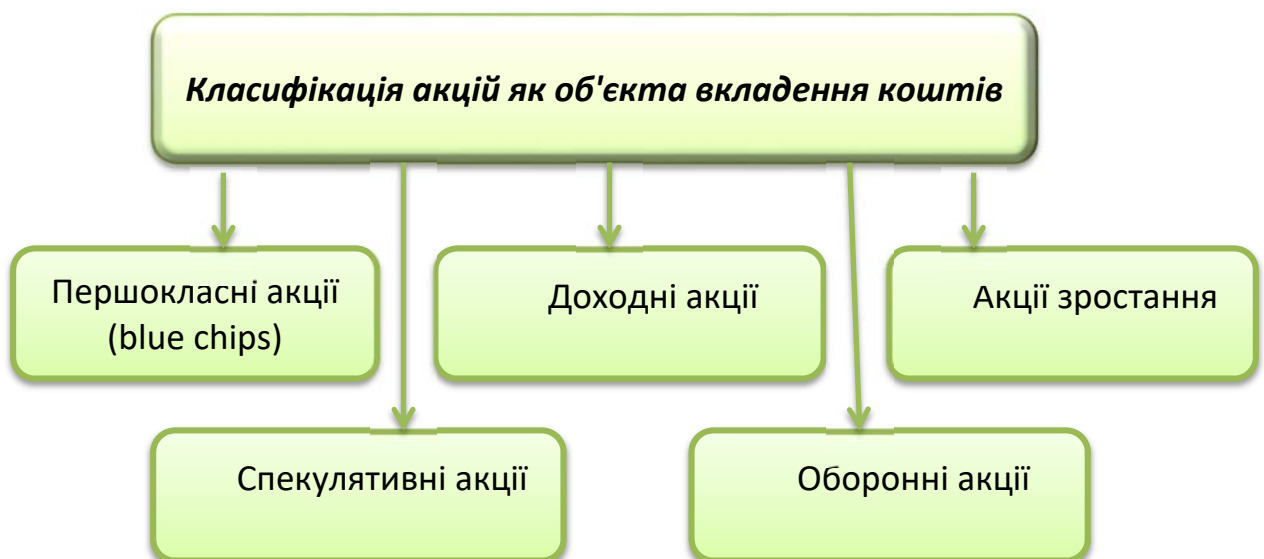 Класифікація акцій як об'єкта вкладення коштів
Першокласні акції
(blue chips)
Доходні акції
Акції зростання
Спекулятивні акції
Оборонні акції